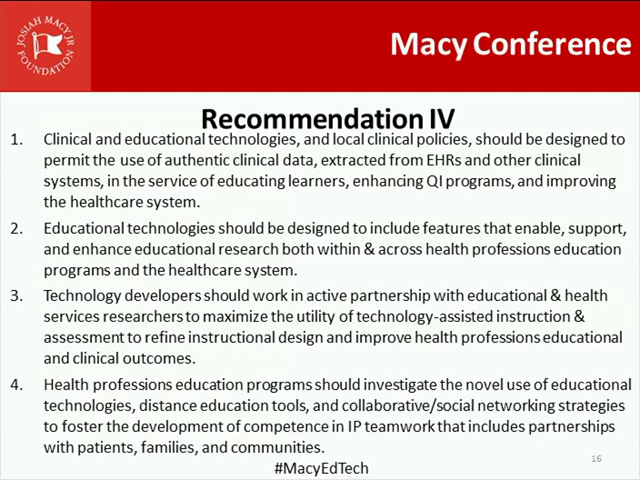 JOSIAH MACY JR
FOUNDATION
Macy Conference
Recommendation IV
1. Clinical and educational technologies, and local clinical policies, should be designed to
permit the use of authentic clinical data, extracted from EHRs and other clinical
systems, in the service of educating learners, enhancing QI programs, and improving
the healthcare system.
2. Educational technologies should be designed to include features that enable, support,
and enhance educational research both within & across health professions education
programs and the healthcare system.
3. Technology developers should work in active partnership with educational & health
services researchers to maximize the utility of technology-assisted instruction &
assessment to refine instructional design and improve health professions educational
and clinical outcomes.
4. Health professions education programs should investigate the novel use of educational
technologies, distance education tools, and collaborative/social networking strategies
to foster the development of competence in IP teamwork that includes partnerships
with patients, families, and communities.
16
#MacyEdTech